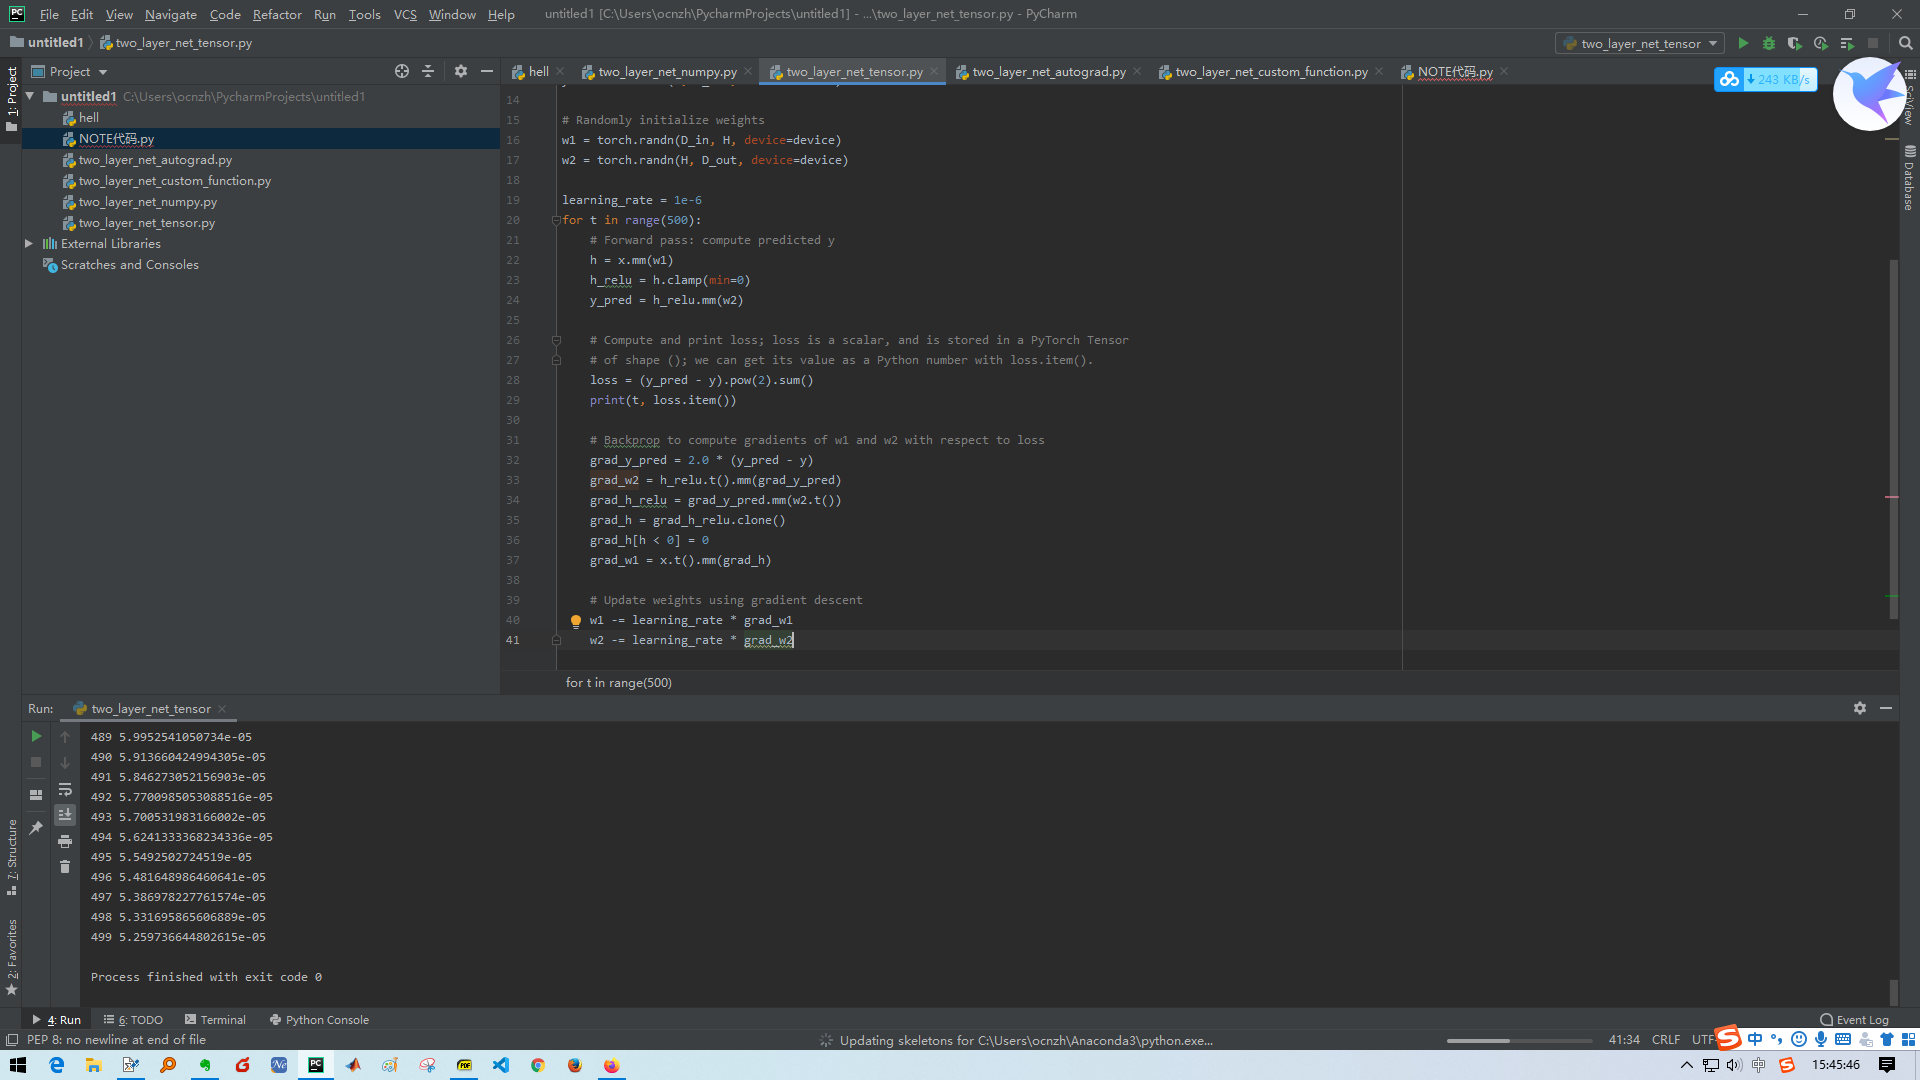 File Edit View Navigate Code Refactor Run Tools VCS Window Help untitled1 [C:\Users\ocnzh\PycharmProjects\untitled1] - ...\two_layer_net_tensor.py - PyCharm
untitled1 two_layer_net_tensor.py two_layer_net_tensor
Project
hell two_layer_net_numpy.py two_layer_net_tensor.py two_layer_net_autograd.py two_layer_net_custom_function.py NOTE代码.py
243 KB/s
1: Project
SciView
Database
untitled1 C:\Users\ocnzh\PycharmProjects\untitled1
hell
NOTE代码.py
two_layer_net_autograd.py
two_layer_net_custom_function.py
two_layer_net_numpy.py
two_layer_net_tensor.py
External Libraries
Scratches and Consoles
14
15 # Randomly initialize weights
16 w1 = torch.randn(D_in, H, device=device)
17 w2 = torch.randn(H, D_out, device=device)
18
19 learning_rate = 1e-6
20 for t in range(500):
21 # Forward pass: compute predicted y
22 h = x.mm(w1)
23 h_relu = h.clamp(min=0)
24 y_pred = h_relu.mm(w2)
25
26 # Compute and print loss; loss is a scalar, and is stored in a PyTorch Tensor
27 # of shape (); we can get its value as a Python number with loss.item().
28 loss = (y_pred - y).pow(2).sum()
29 print(t, loss.item())
30
31 # Backprop to compute gradients of w1 and w2 with respect to loss
32 grad_y_pred = 2.0 * (y_pred - y)
33 grad_w2 = h_relu.t().mm(grad_y_pred)
34 grad_h_relu = grad_y_pred.mm(w2.t())
35 grad_h = grad_h_relu.clone()
36 grad_h[h < 0] = 0
37 grad_w1 = x.t().mm(grad_h)
38
39 # Update weights using gradient descent
40 w1 -= learning_rate * grad_w1
41 w2 -= learning_rate * grad_w2
for t in range(500)
Run: two_layer_net_tensor
489 5.9952541050734e-05
490 5.913660424994305e-05
491 5.846273052156903e-05
492 5.7700985053088516e-05
493 5.700531983166002e-05
494 5.6241333368234336e-05
495 5.5492502724519e-05
496 5.481648986460641e-05
497 5.386978227761574e-05
498 5.331695865606889e-05
499 5.259736644802615e-05
Process finished with exit code 0
7: Structure
2: Favorites
4: Run 6: TODO Terminal Python Console Event Log
PEP 8: no newline at end of file Updating skeletons for C:\Users\ocnzh\Anaconda3\python.exe... 41:34 CRLF UTF- 中
中 15:45:46